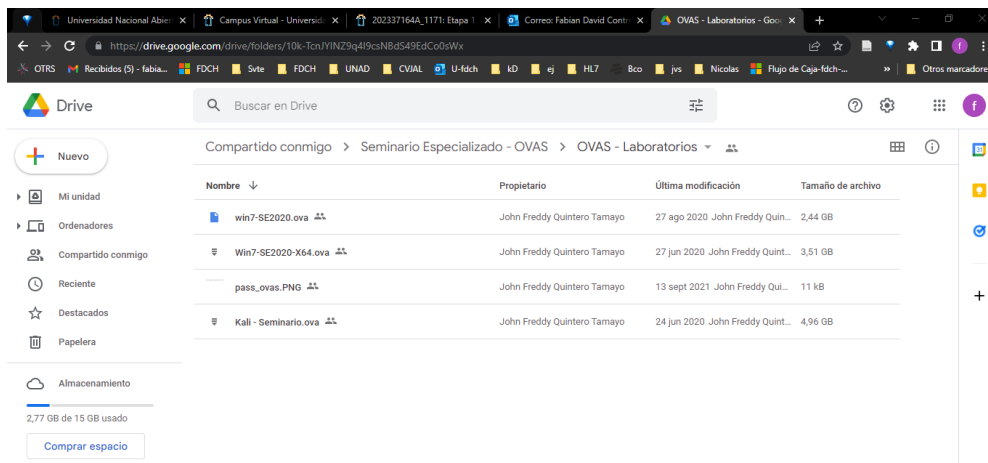 Universidad Nacional Abier
Campus Virtual - Universida
202337164A_1171: Etapa 1
Correo: Fabian David Contr
OVAS - Laboratorios - Goo
https://drive.google.com/drive/folders/10k-TcnJYINZ9q4I9csNBdS49EdCo0sWx
OTRS Recibidos (5) - fabia... FDCH Svte FDCH UNAD CVJAL U-fdch kD ej HL7 Bco jvs Nicolas Flujo de Caja-fdch-... » Otros marcadore
Drive
Buscar en Drive
f
Nuevo
Compartido conmigo > Seminario Especializado - OVAS > OVAS - Laboratorios
Mi unidad
Ordenadores
Compartido conmigo
Reciente
Destacados
Papelera
Almacenamiento
2,77 GB de 15 GB usado
Comprar espacio
Nombre Propietario Última modificación Tamaño de archivo
win7-SE2020.ova John Freddy Quintero Tamayo 27 ago 2020 John Freddy Quin... 2,44 GB
Win7-SE2020-X64.ova John Freddy Quintero Tamayo 27 jun 2020 John Freddy Quint... 3,51 GB
pass_ovas.PNG John Freddy Quintero Tamayo 13 sept 2021 John Freddy Qui... 11 kB
Kali - Seminario.ova John Freddy Quintero Tamayo 24 jun 2020 John Freddy Quint... 4,96 GB